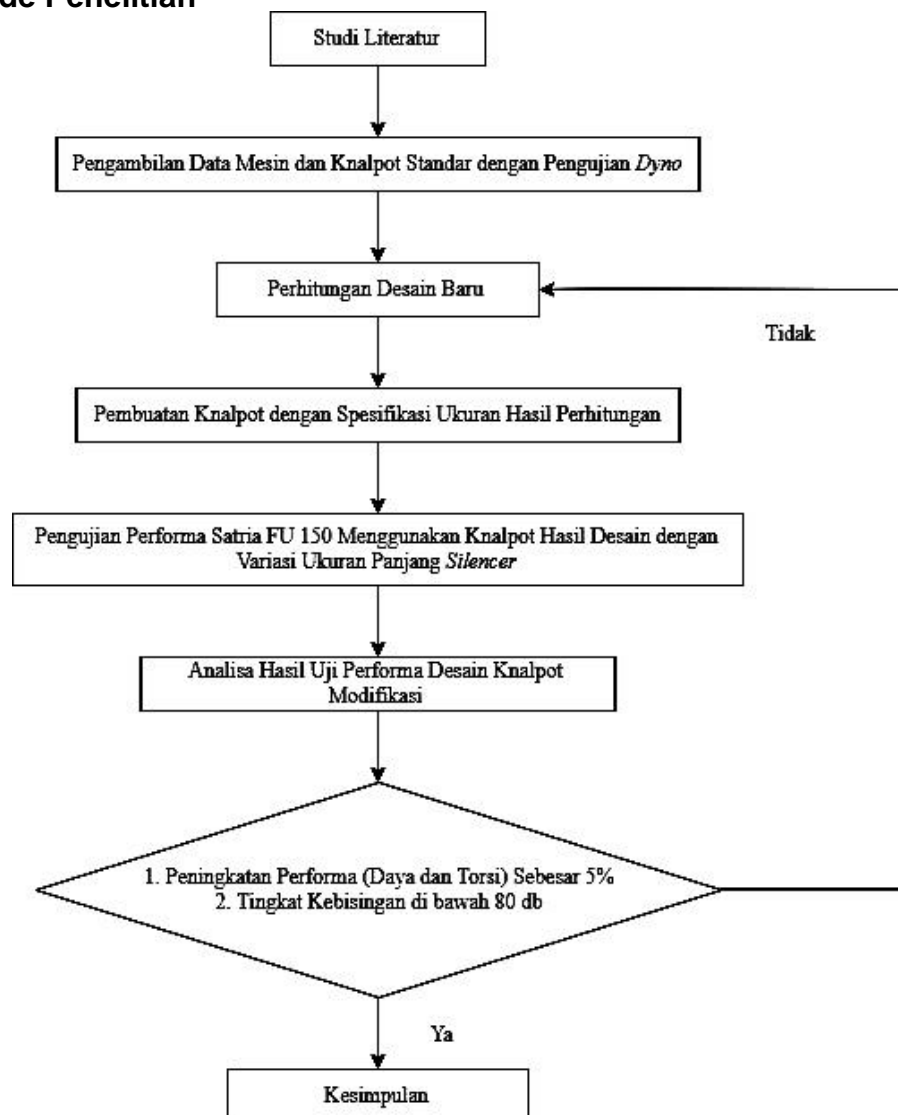 de Penelitian
Studi Literatur
Pengambilan Data Mesin dan Knalpot Standar dengan Pengujian Dyno
Perhitungan Desain Baru
Tidak
Pembuatan Knalpot dengan Spesifikasi Ukuran Hasil Perhitungan
Pengujian Performa Satria FU 150 Menggunakan Knalpot Hasil Desain dengan
Variasi Ukuran Panjang Silencer
Analisa Hasil Uji Performa Desain Knalpot
Modifikasi
1. Peningkatan Performa (Daya dan Torsi) Sebesar 5%
2. Tingkat Kebisingan di bawah 80 db
Ya
Kesimpulan